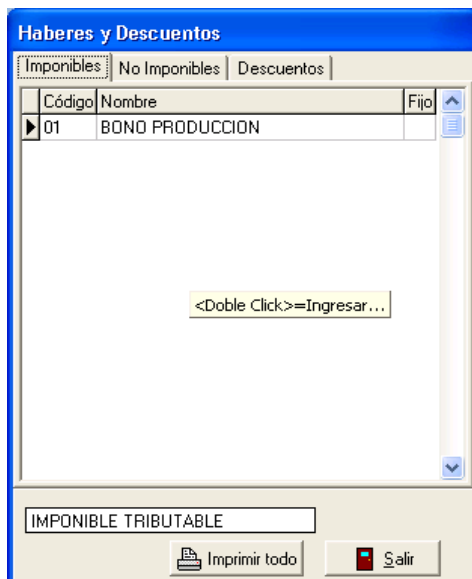 Haberes y Descuentos
Imponibles No Imponibles Descuentos
Código Nombre Fijo
01 BONO PRODUCCION
<Doble Click>=Ingresar...
IMPONIBLE TRIBUTABLE
Imprimir todo Salir